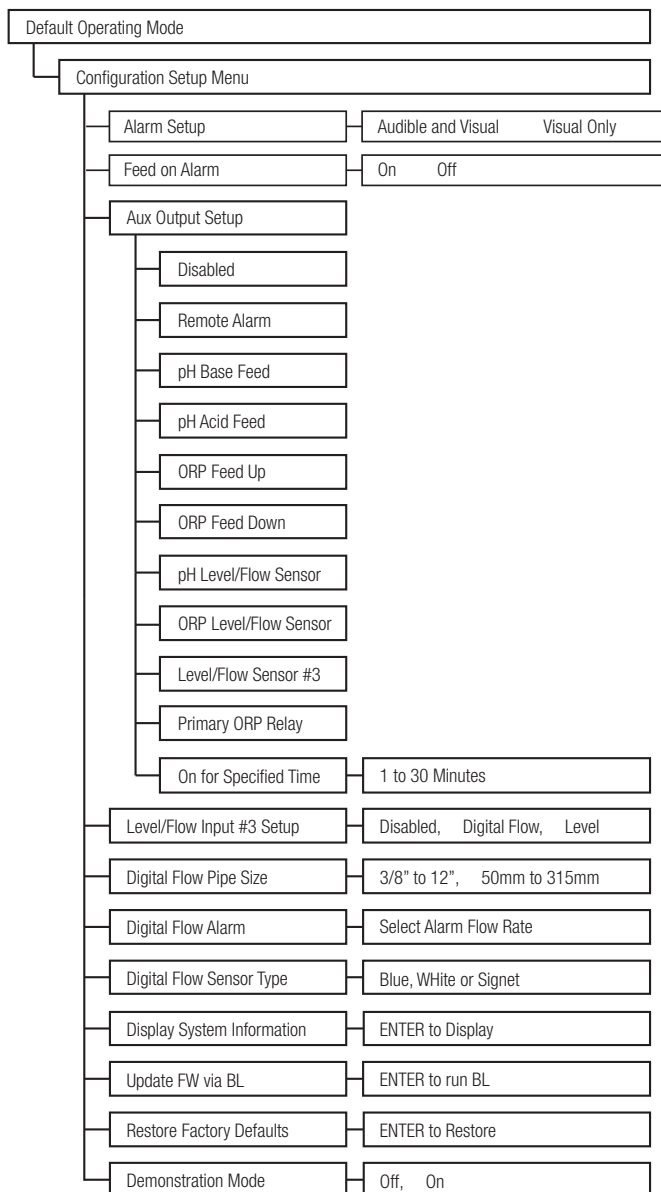 Default Operating Mode
Configuration Setup Menu
Alarm Setup Audible and Visual Visual Only
Feed on Alarm On Off
Aux Output Setup
Disabled
Remote Alarm
pH Base Feed
pH Acid Feed
ORP Feed Up
ORP Feed Down
pH Level/Flow Sensor
ORP Level/Flow Sensor
Level/Flow Sensor #3
Primary ORP Relay
On for Specified Time 1 to 30 Minutes
Level/Flow Input #3 Setup Disabled, Digital Flow, Level
Digital Flow Pipe Size 3/8” to 12”, 50mm to 315mm
Digital Flow Alarm Select Alarm Flow Rate
Digital Flow Sensor Type Blue, WHite or Signet
Display System Information ENTER to Display
Update FW via BL ENTER to run BL
Restore Factory Defaults ENTER to Restore
Demonstration Mode Off, On